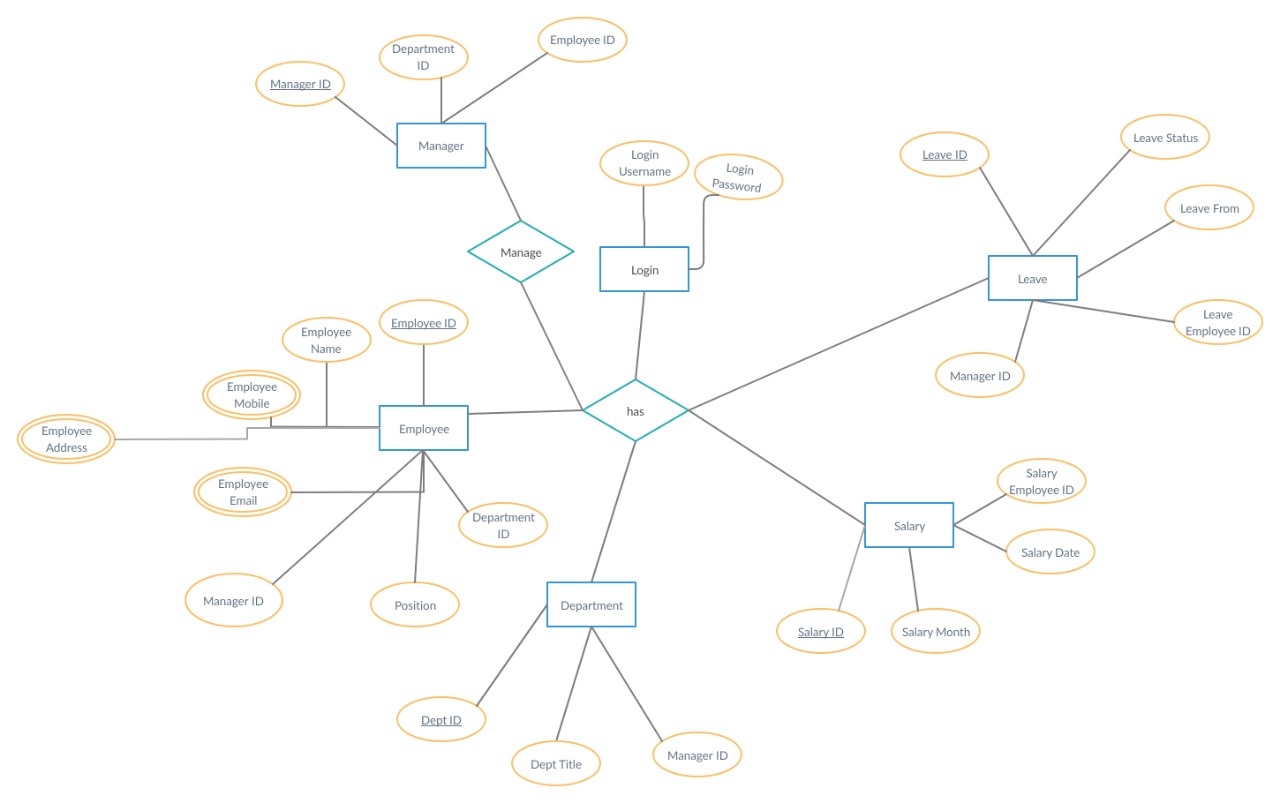 Employee ID
Department
ID
Manager ID
Manager
Leave Status
Login
Username
Login
Password
Leave ID
Leave From
Manage
Login
Leave
Employee ID
Employee
Name
Leave
Employee ID
Manager ID
Employee
Mobile
has
Employee
Address
Employee
Employee
Email
Salary
Employee ID
Department
ID
Salary
Salary Date
Manager ID
Position
Department
Salary ID
Salary Month
Dept ID
Dept Title
Manager ID